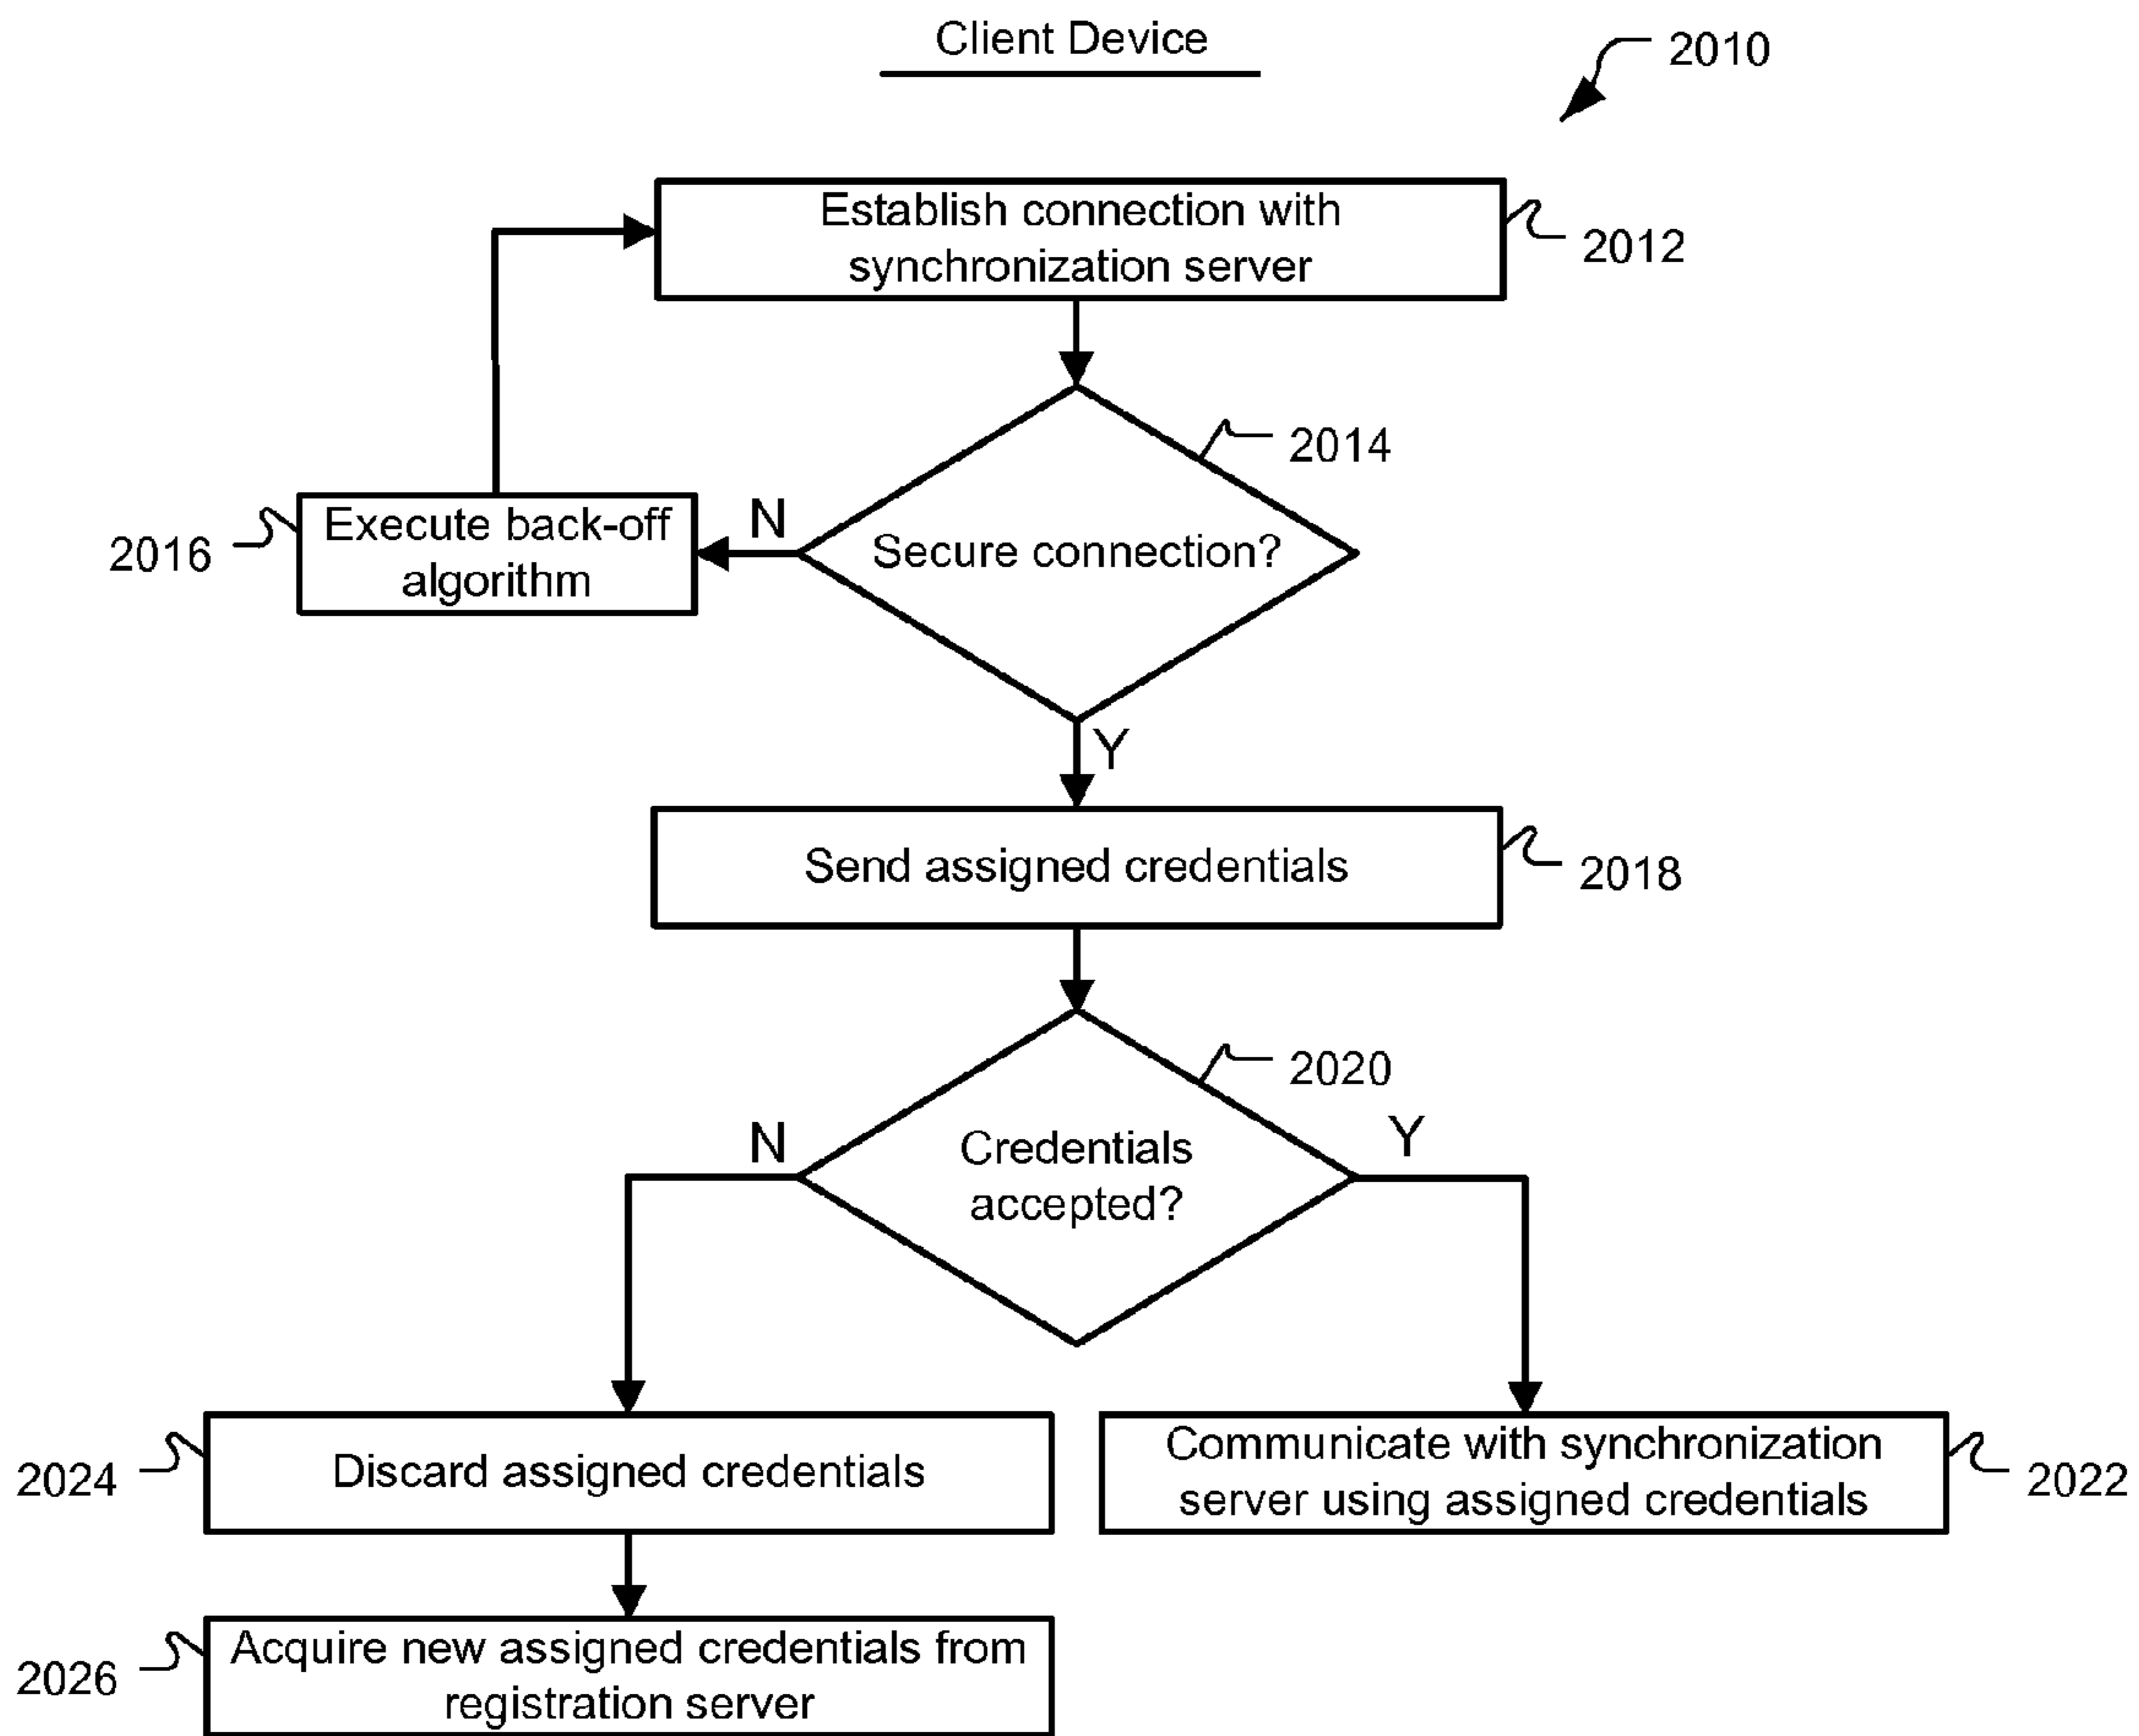 Client Device
2010
Establish connection with
synchronization server
2012
2014
Secure connection?
N
Execute back-off
algorithm
2016
Y
Send assigned credentials
2018
2020
Credentials
accepted?
N
Y
Discard assigned credentials
2024
Communicate with synchronization
server using assigned credentials
2022
Acquire new assigned credentials from
registration server
2026